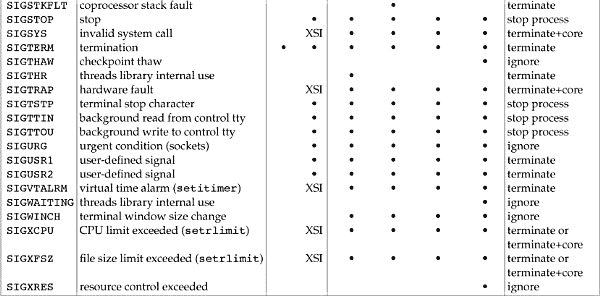 SIGSTKFLT coprocessor stack fault • terminate
SIGSTOP stop • • • • • stop process
SIGSYS invalid system call XSI • • • • terminate+core
SIGTERM termination • • • • • • terminate
SIGTHAW checkpoint thaw • ignore
SIGTHR threads library internal use • terminate
SIGTRAP hardware fault XSI • • • • terminate+core
SIGTSTP terminal stop character • • • • • stop process
SIGTTIN background read from control tty • • • • • stop process
SIGTTOU background write to control tty • • • • • stop process
SIGURG urgent condition (sockets) • • • • • ignore
SIGUSR1 user-defined signal • • • • • terminate
SIGUSR2 user-defined signal • • • • • terminate
SIGVTALRM virtual time alarm (setitimer) XSI • • • • terminate
SIGWAITING threads library internal use • ignore
SIGWINCH terminal window size change • • • • ignore
SIGXCPU CPU limit exceeded (setrlimit) XSI • • • • terminate or
terminate+core
SIGXFSZ file size limit exceeded (setrlimit) XSI • • • • terminate or
terminate+core
SIGXRES resource control exceeded • ignore